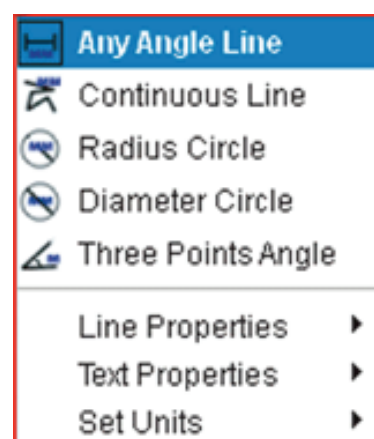 Any Angle Line
Continuous Line
Radius Circle
Diameter Circle
Three Points Angle
Line Properties
Text Properties
Set Units